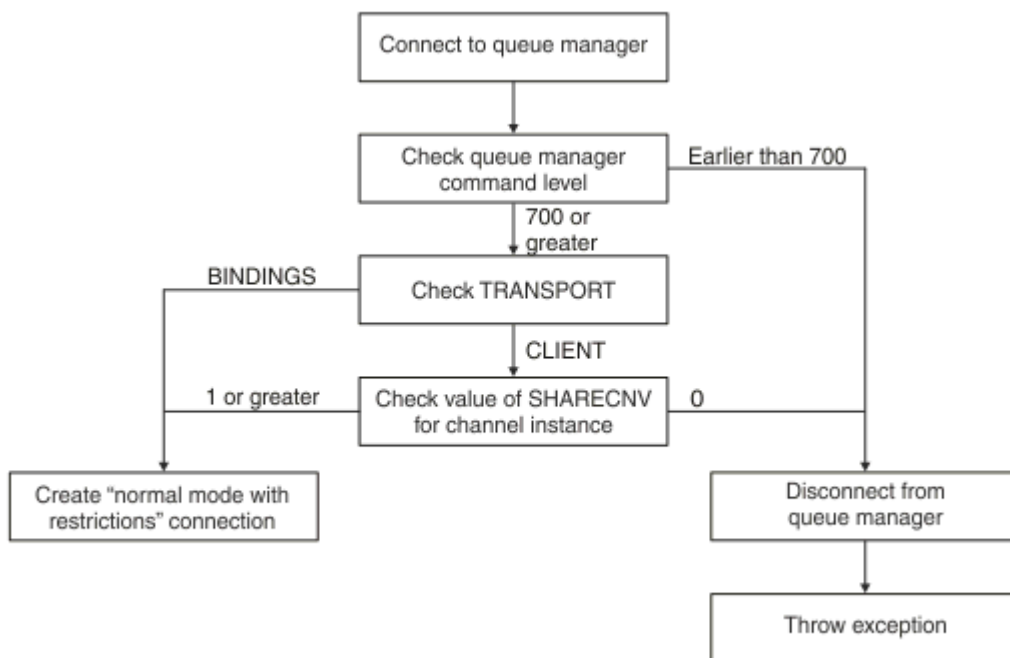 Connect to queue manager
Check queue manager
command level
Earlier than 700
700 or
greater
BINDINGS
Check TRANSPORT
CLIENT
1 or greater
Check value of SHARECNV
for channel instance
0
Create “normal mode with
restrictions” connection
Disconnect from
queue manager
Throw exception